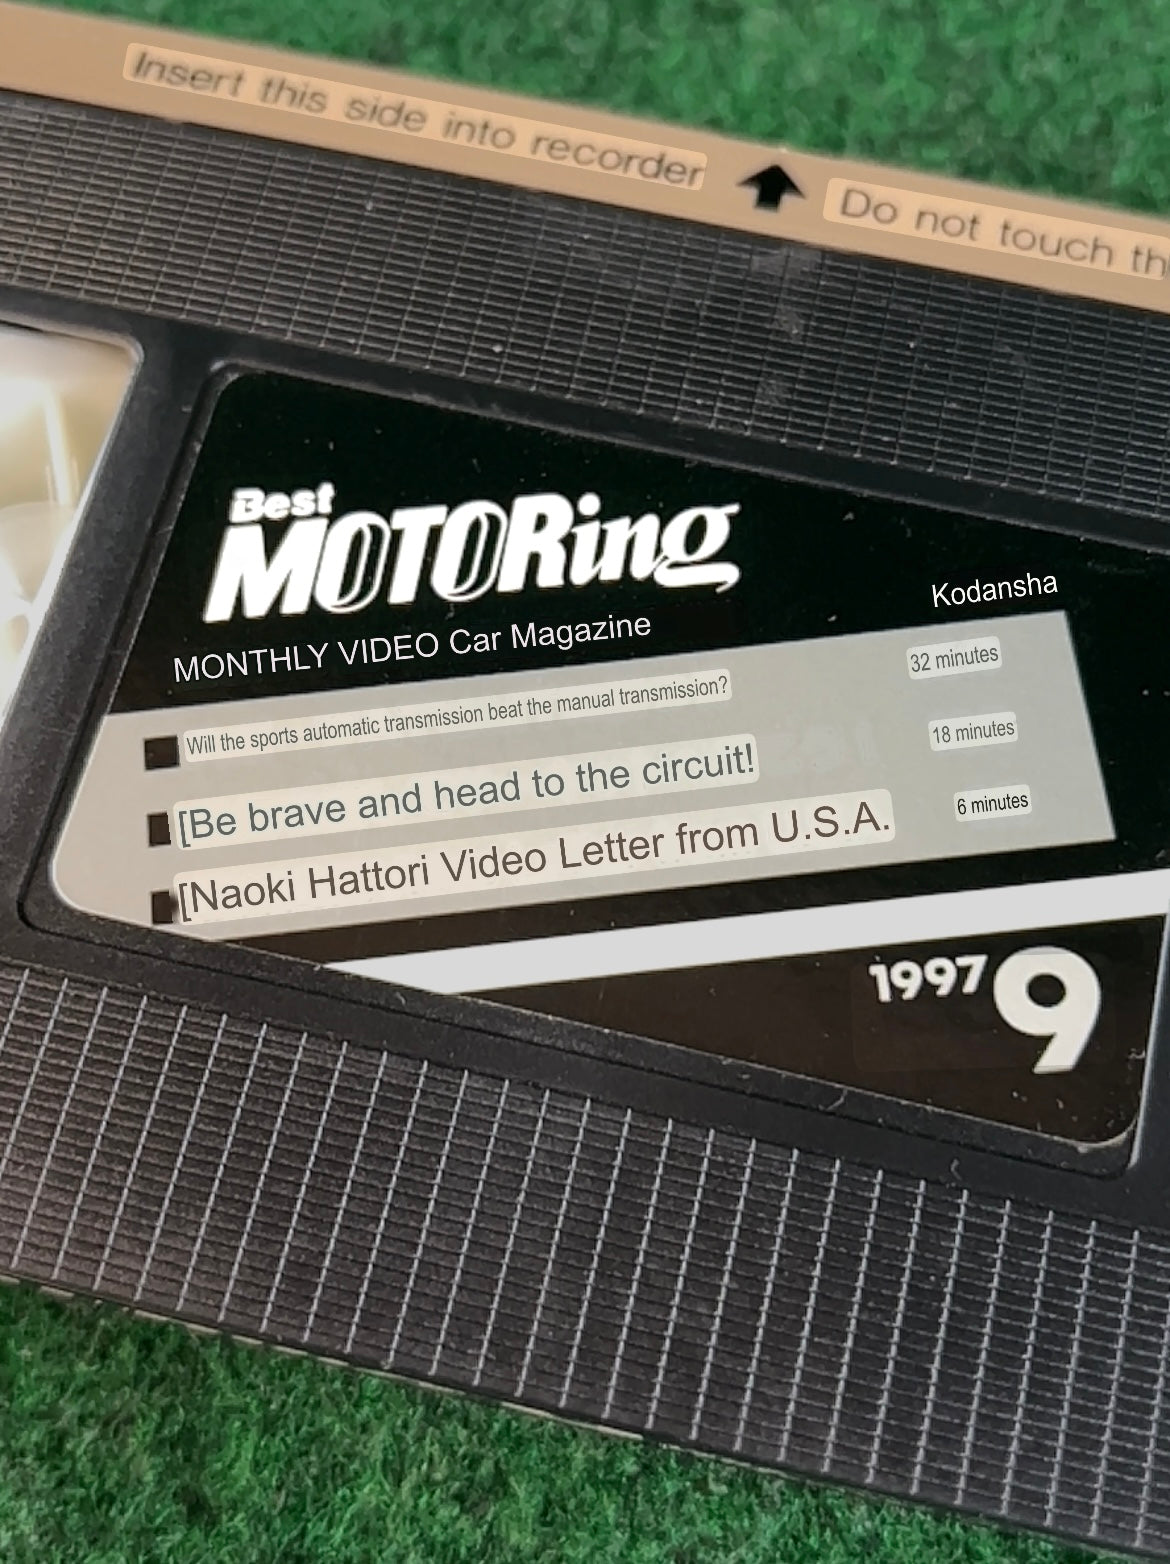 Insert this side into recorder
Do not touch th
Best
MOTORing
Kodansha
MONTHLY VIDEO Car Magazine
Will the sports automatic transmission beat the manual transmission? 32 minutes
[Be brave and head to the circuit! 18 minutes
[Naoki Hattori Video Letter from U.S.A. 6 minutes
1997 9